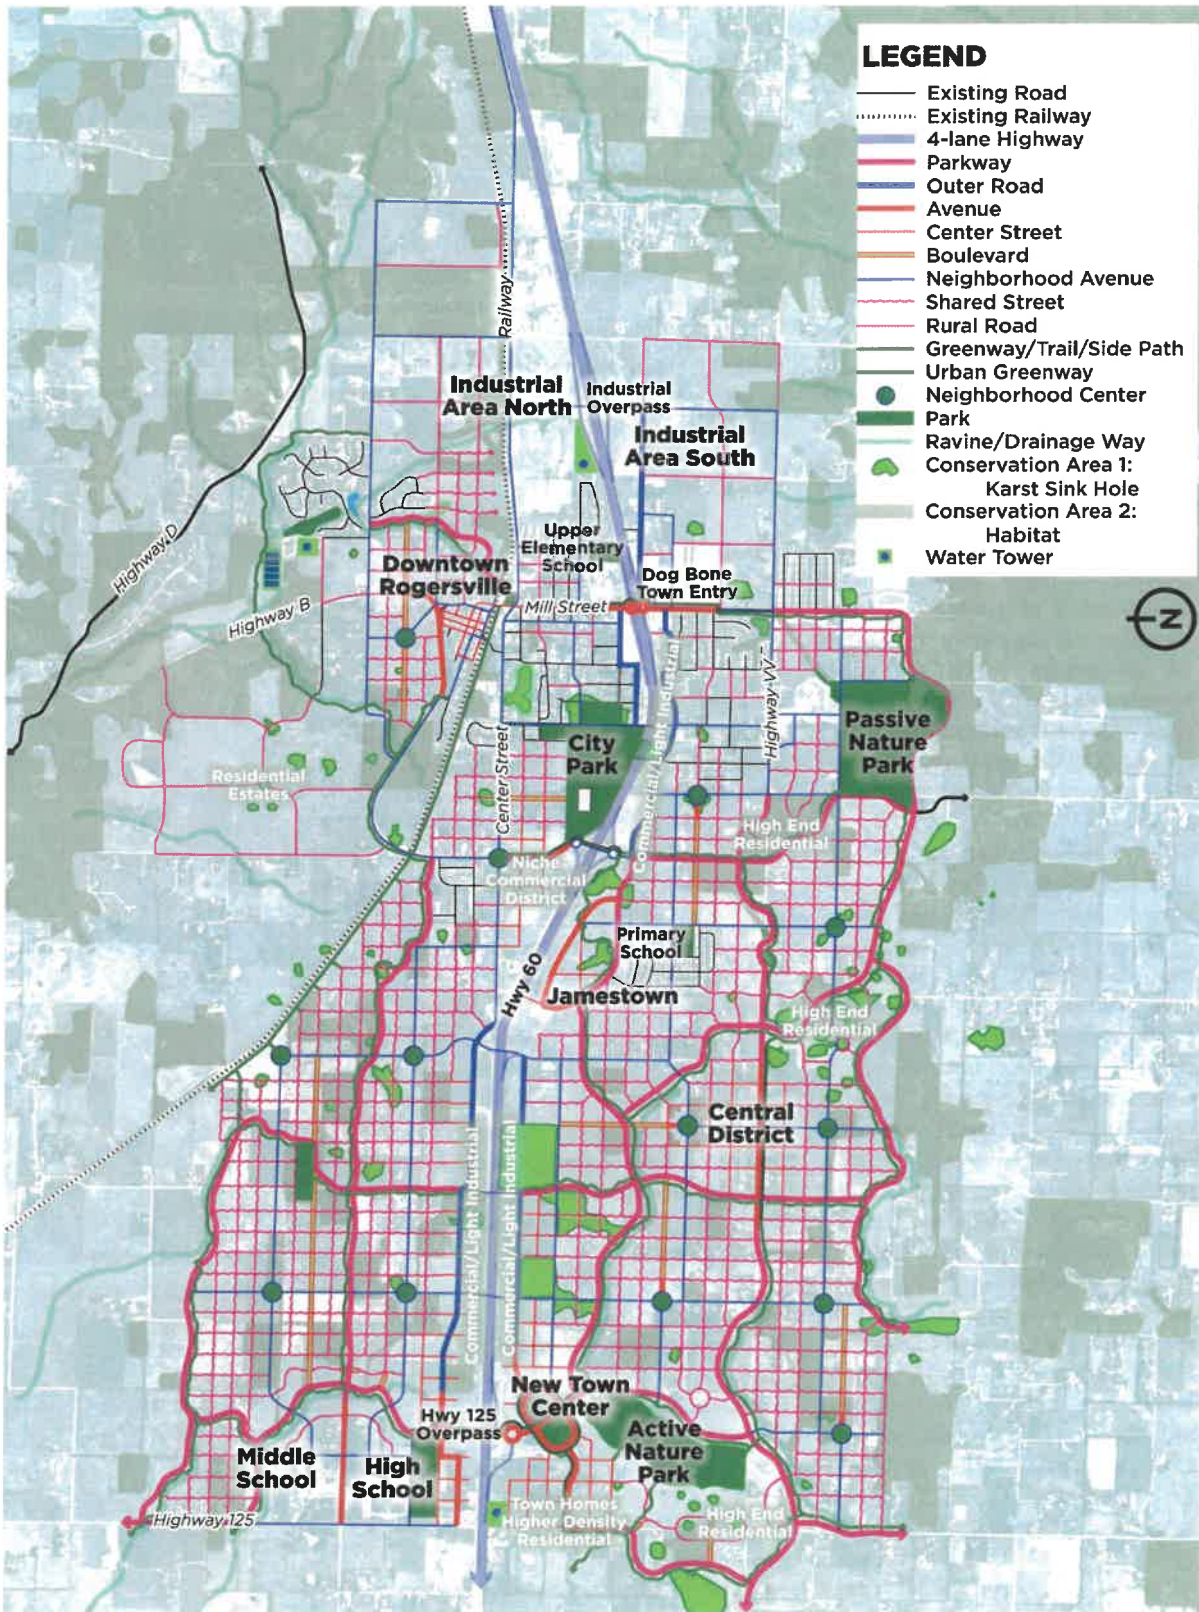 LEGEND
Existing Road
Existing Railway
4-lane Highway
Parkway
Outer Road
Avenue
Center Street
Boulevard
Neighborhood Avenue
Shared Street
Rural Road
Greenway/Trail/Side Path
Urban Greenway
Neighborhood Center
Park
Ravine/Drainage Way
Conservation Area 1:
Karst Sink Hole
Conservation Area 2:
Habitat
Water Tower
N
Railway
Industrial
Area North
Industrial
Overpass
Industrial
Area South
Upper
Elementary
School
Downtown
Rogersville
Dog Bone
Town Entry
Mill Street
Highway D
Highway B
Highway VV
Commercial/Light Industrial
Passive
Nature
Park
City
Park
Center Street
Residential
Estates
High End
Residential
Niche
Commercial
District
Primary
School
Hwy 60
Jamestown
High End
Residential
Central
District
Commercial/Light Industrial
Commercial/Light Industrial
New Town
Center
Hwy 125
Overpass
Active
Nature
Park
Middle
School
High
School
Highway 125
Town Homes
Higher Density
Residential
High End
Residential